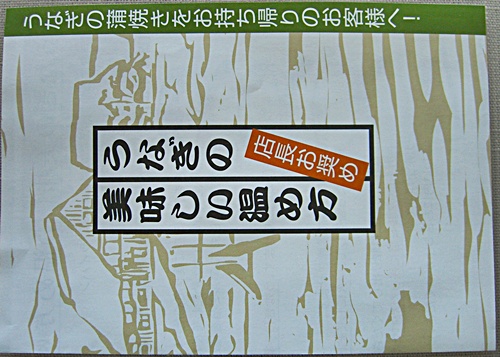 うなぎの蒲焼きをお持ち帰りのお客様へ！
うなぎの
店長お奨め
美味しい温め方